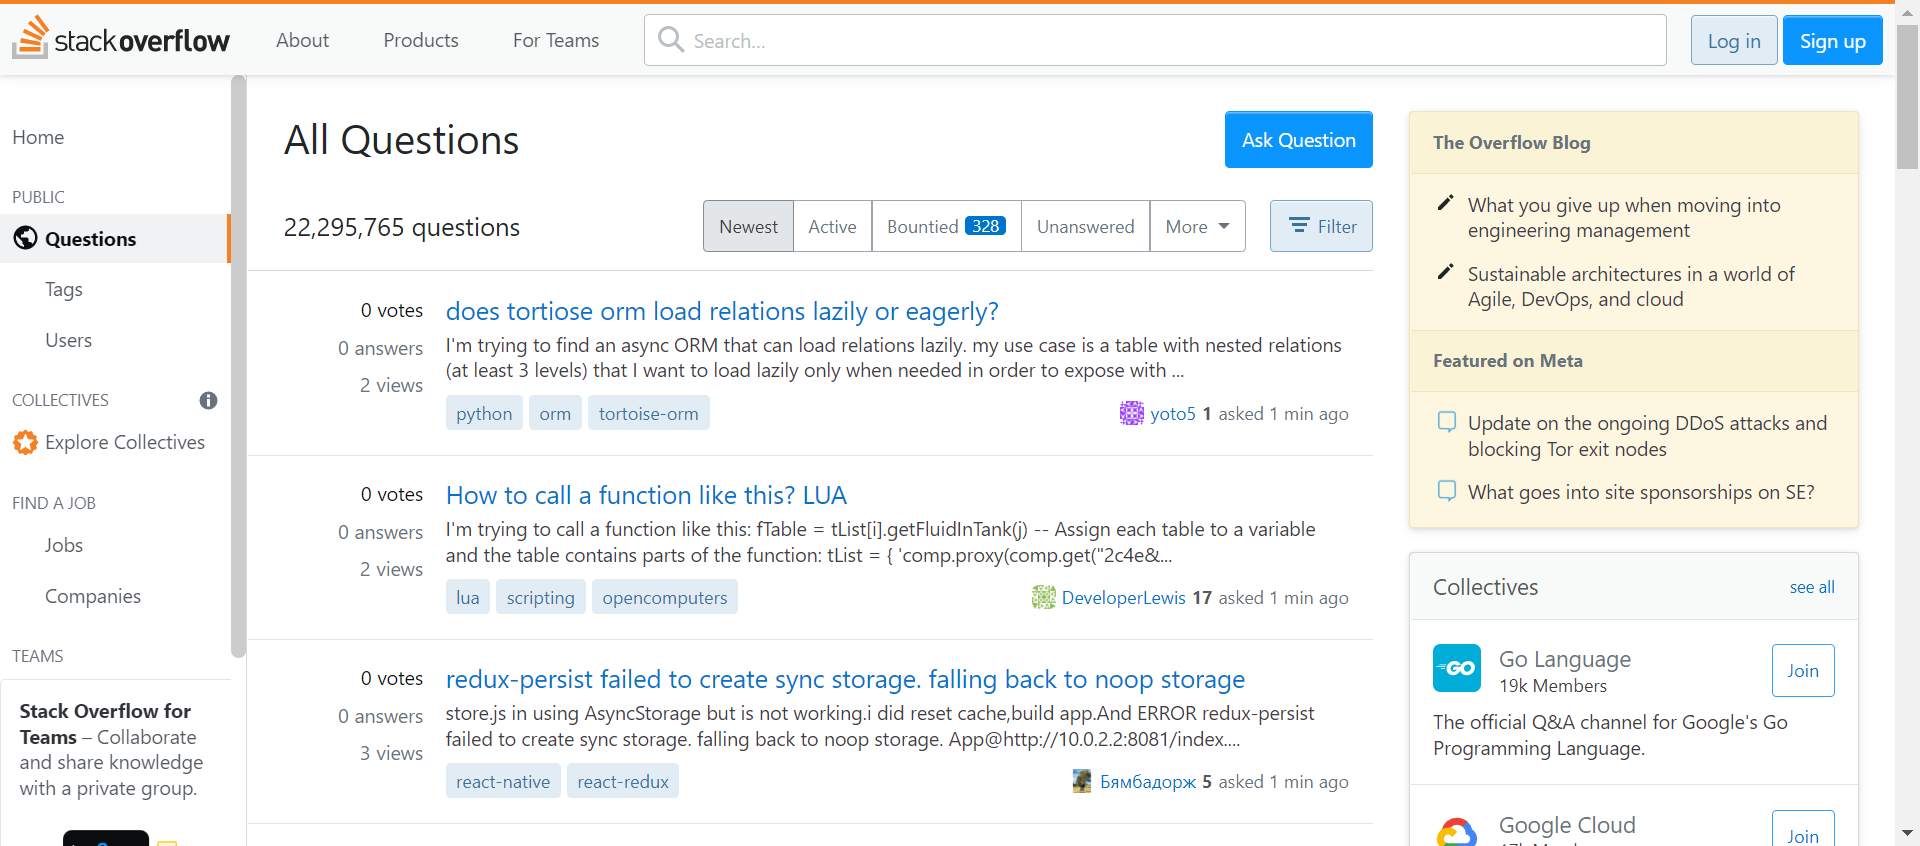 stack overflow
About
Products
For Teams
Search...
Log in
Sign up
Home
PUBLIC
Questions
Tags
Users
COLLECTIVES
Explore Collectives
FIND A JOB
Jobs
Companies
TEAMS
Stack Overflow for
Teams – Collaborate
and share knowledge
with a private group.
All Questions
Ask Question
22,295,765 questions
Newest
Active
Bountied 328
Unanswered
More
Filter
0 votes
0 answers
2 views
does tortiose orm load relations lazily or eagerly?
I'm trying to find an async ORM that can load relations lazily. my use case is a table with nested relations
(at least 3 levels) that I want to load lazily only when needed in order to expose with ...
python
orm
tortoise-orm
yoto5 1 asked 1 min ago
0 votes
0 answers
2 views
How to call a function like this? LUA
I'm trying to call a function like this: fTable = tList[i].getFluidInTank(j) -- Assign each table to a variable
and the table contains parts of the function: tList = { 'comp.proxy(comp.get("2c4e&...
lua
scripting
opencomputers
DeveloperLewis 17 asked 1 min ago
0 votes
0 answers
3 views
redux-persist failed to create sync storage. falling back to noop storage
store.js in using AsyncStorage but is not working.i did reset cache,build app.And ERROR redux-persist
failed to create sync storage. falling back to noop storage. App@http://10.0.2.2:8081/index....
react-native
react-redux
Бямбадорж 5 asked 1 min ago
The Overflow Blog
What you give up when moving into
engineering management
Sustainable architectures in a world of
Agile, DevOps, and cloud
Featured on Meta
Update on the ongoing DDoS attacks and
blocking Tor exit nodes
What goes into site sponsorships on SE?
Collectives
see all
GO
Go Language
19k Members
Join
The official Q&A channel for Google's Go
Programming Language.
Google Cloud
Join